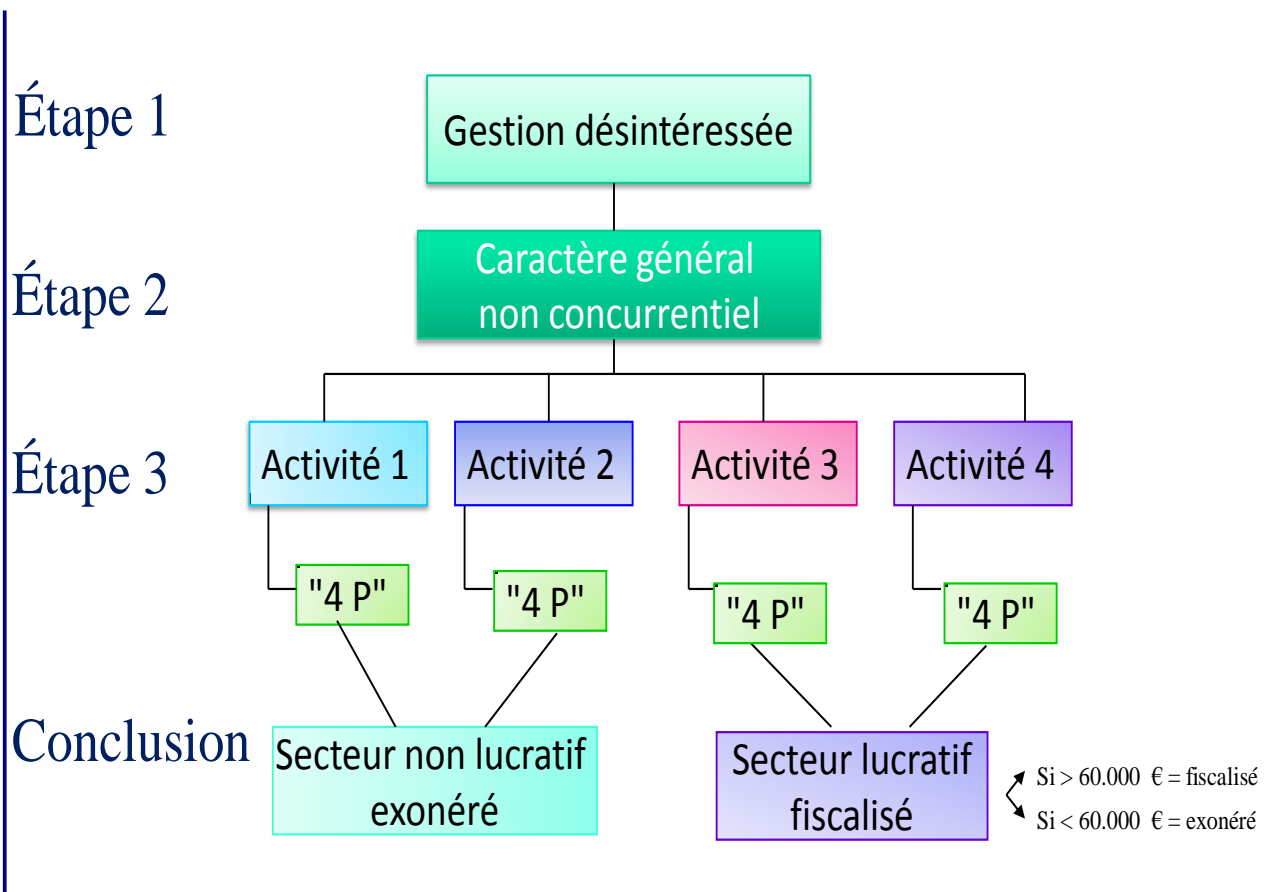 Étape 1
Gestion désintéressée
Étape 2
Caractère général
non concurrentiel
Étape 3
Activité 1
Activité 2
Activité 3
Activité 4
"4 P"
"4 P"
"4 P"
"4 P"
Conclusion
Secteur non lucratif
exonéré
Secteur lucratif
fiscalisé
Si > 60.000 € = fiscalisé
Si < 60.000 € = exonéré